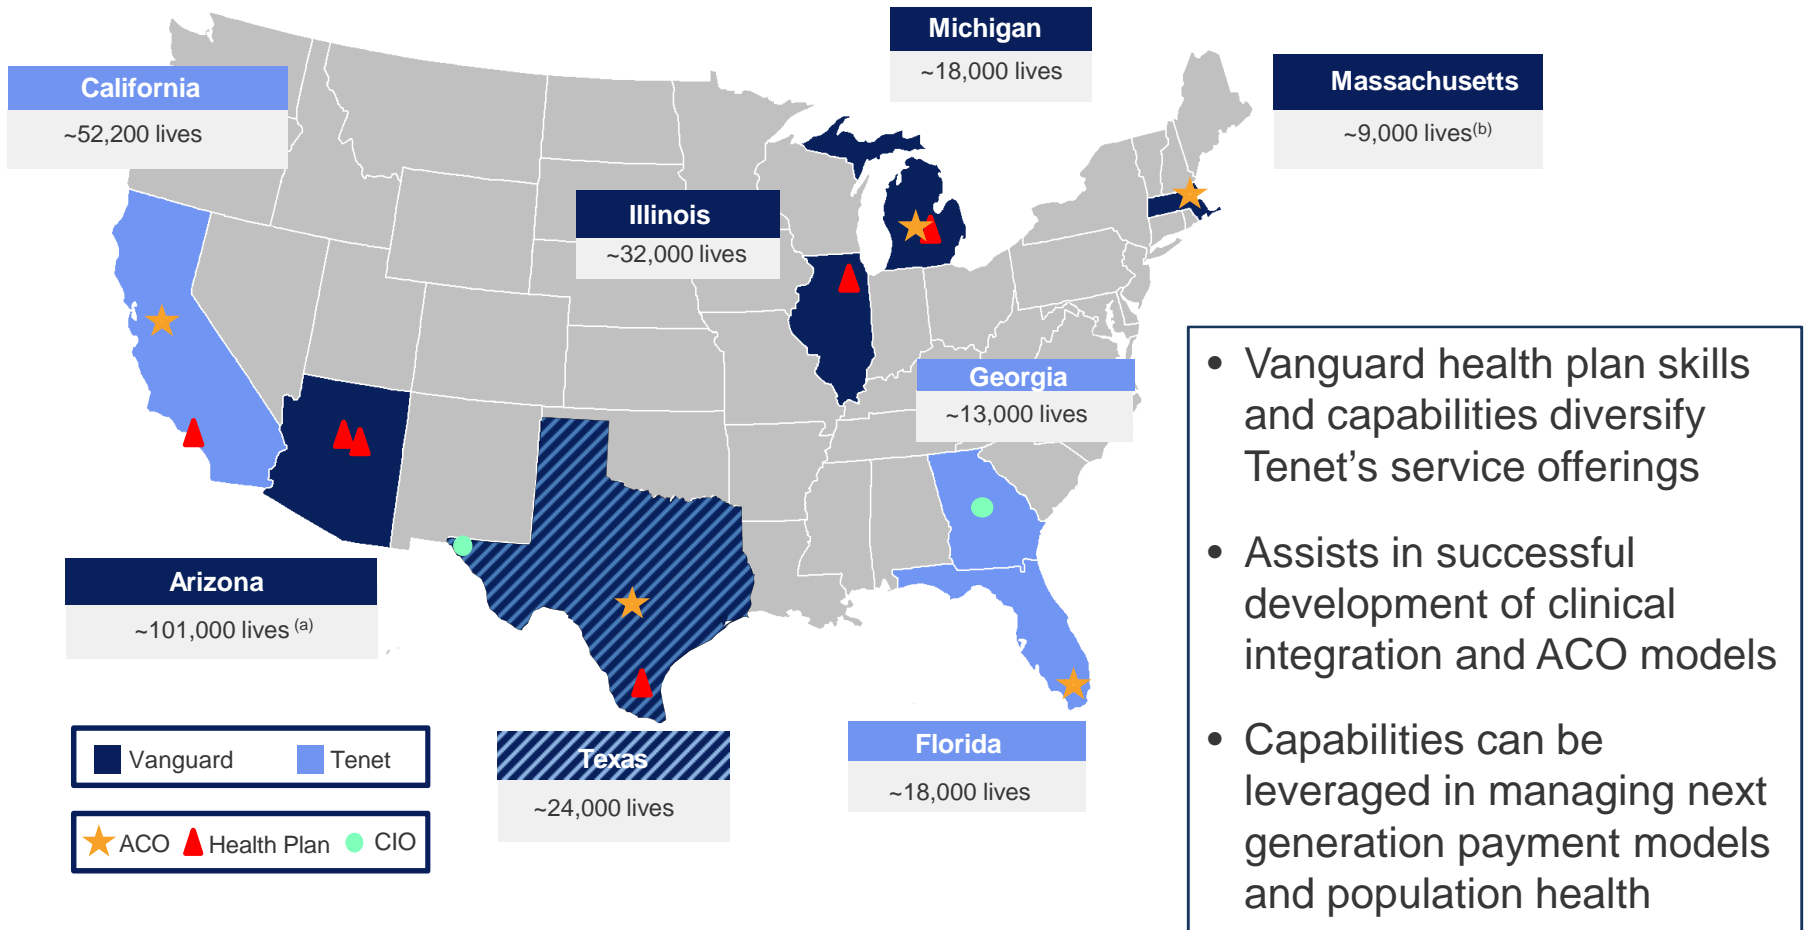 Michigan
~18,000 lives
Massachusetts
~9,000 lives(b)
California
~52,200 lives
Illinois
~32,000 lives
Georgia
~13,000 lives
Arizona
~101,000 lives (a)
Texas
~24,000 lives
Florida
~18,000 lives
Vanguard
Tenet
ACO
Health Plan
CIO
• Vanguard health plan skills
and capabilities diversify
Tenet’s service offerings
• Assists in successful
development of clinical
integration and ACO models
• Capabilities can be
leveraged in managing next
generation payment models
and population health